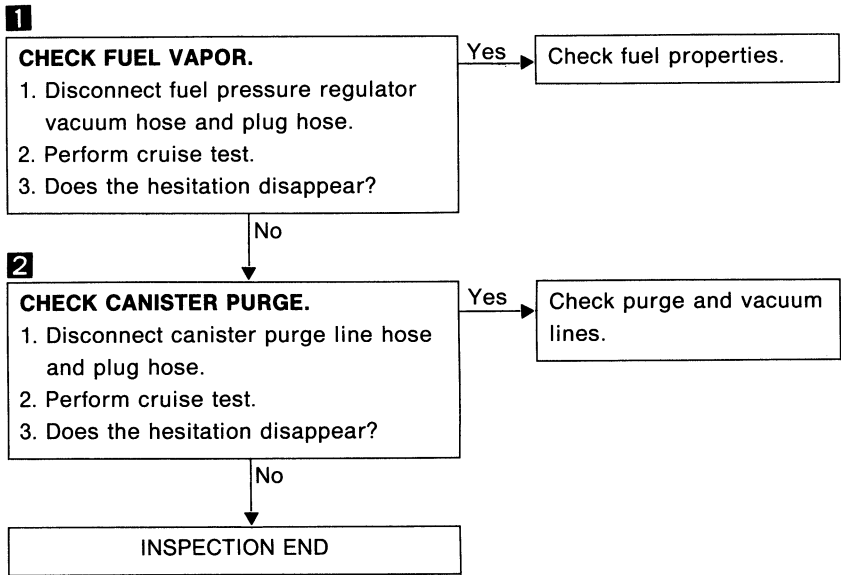 1
CHECK FUEL VAPOR.
1. Disconnect fuel pressure regulator
vacuum hose and plug hose.
2. Perform cruise test.
3. Does the hesitation disappear?
Yes
Check fuel properties.
No
2
CHECK CANISTER PURGE.
1. Disconnect canister purge line hose
and plug hose.
2. Perform cruise test.
3. Does the hesitation disappear?
Yes
Check purge and vacuum
lines.
No
INSPECTION END